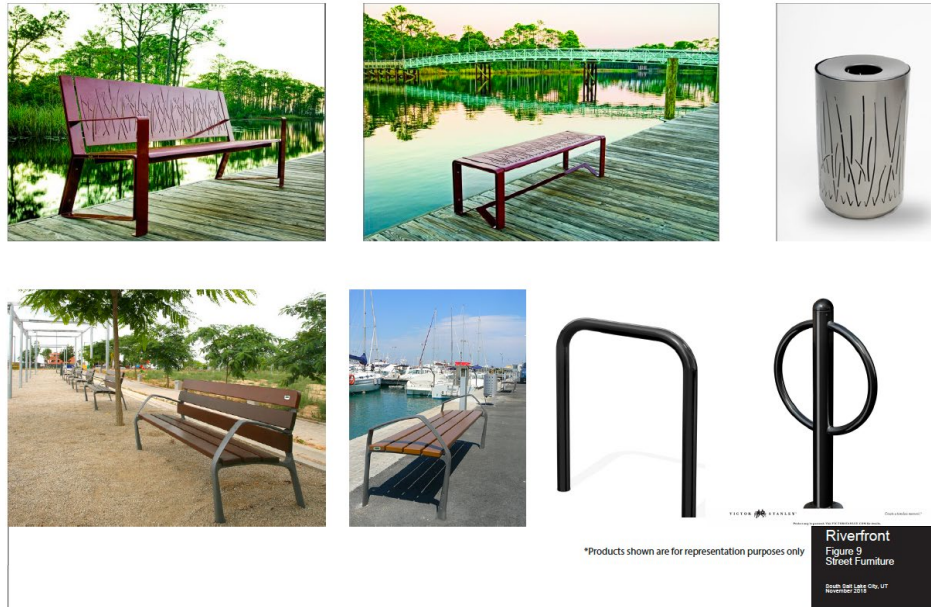 VICTOR STANLEY
*Products shown are for representation purposes only
Riverfront
Figure 9
Street Furniture
South Salt Lake City, UT
November 2018